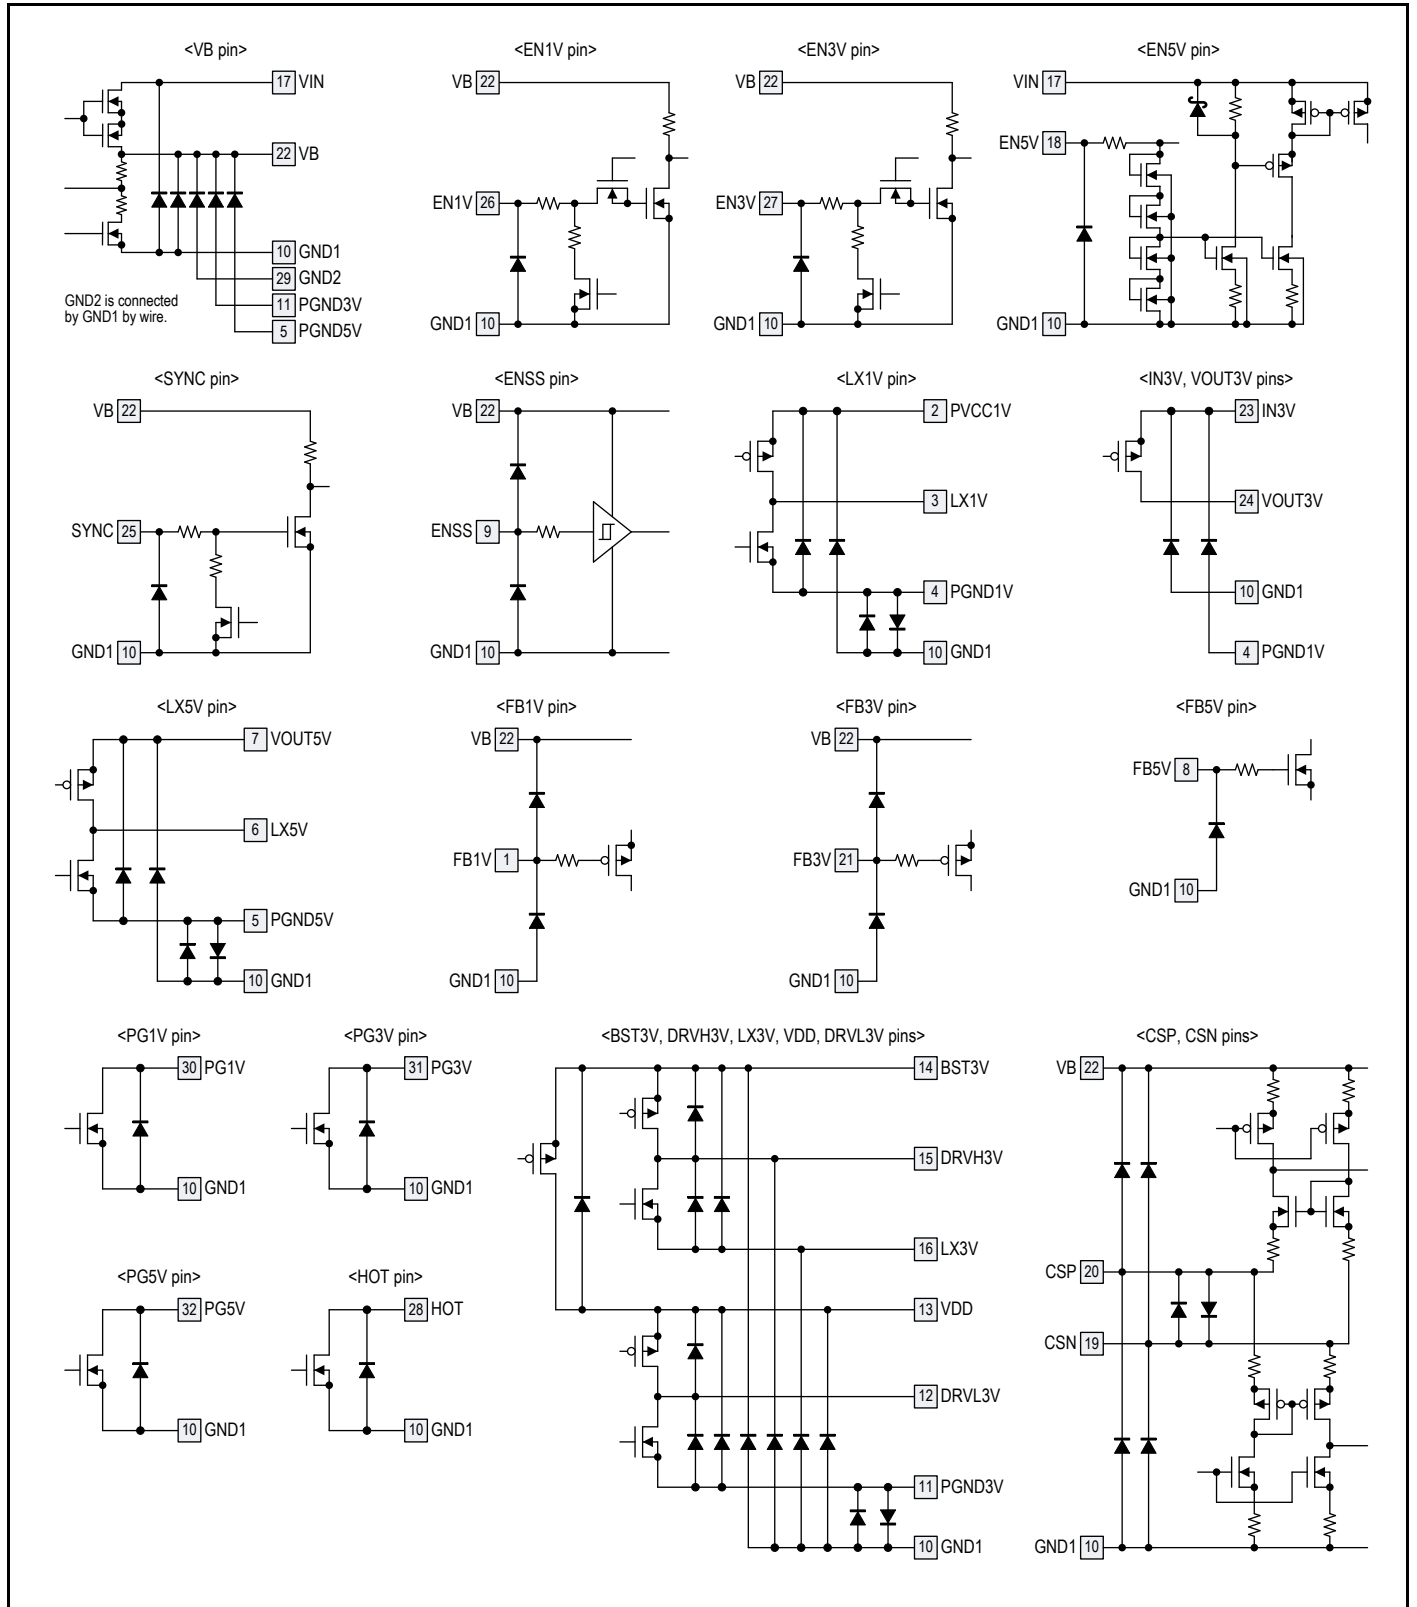 <VB pin>
17 VIN
22 VB
10 GND1
29 GND2
11 PGND3V
5 PGND5V
GND2 is connected
by GND1 by wire.
<EN1V pin>
VB 22
EN1V 26
GND1 10
<EN3V pin>
VB 22
EN3V 27
GND1 10
<EN5V pin>
VIN 17
EN5V 18
GND1 10
<SYNC pin>
VB 22
SYNC 25
GND1 10
<ENSS pin>
VB 22
ENSS 9
GND1 10
<LX1V pin>
2 PVCC1V
3 LX1V
4 PGND1V
10 GND1
<IN3V, VOUT3V pins>
23 IN3V
24 VOUT3V
10 GND1
4 PGND1V
<LX5V pin>
7 VOUT5V
6 LX5V
5 PGND5V
10 GND1
<FB1V pin>
VB 22
FB1V 1
GND1 10
<FB3V pin>
VB 22
FB3V 21
GND1 10
<FB5V pin>
FB5V 8
GND1 10
<PG1V pin>
30 PG1V
10 GND1
<PG3V pin>
31 PG3V
10 GND1
<PG5V pin>
32 PG5V
10 GND1
<HOT pin>
28 HOT
10 GND1
<BST3V, DRVH3V, LX3V, VDD, DRVL3V pins>
14 BST3V
15 DRVH3V
16 LX3V
13 VDD
12 DRVL3V
11 PGND3V
10 GND1
<CSP, CSN pins>
VB 22
CSP 20
CSN 19
GND1 10